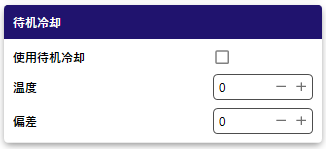 待机冷却
使用待机冷却
温度 0 − +
偏差 0 − +